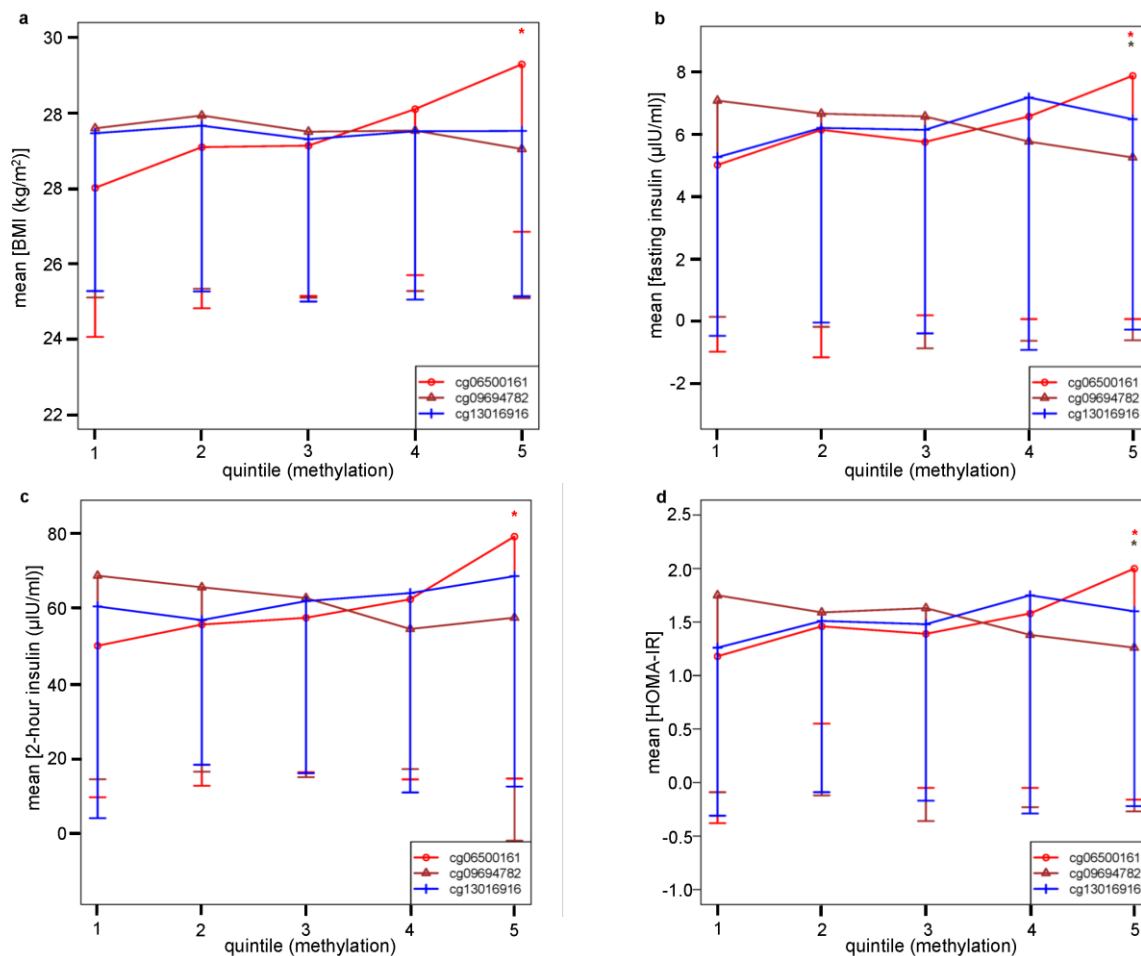 a
*
30
28
28
26
24
22
mean [BMI (kg/m²)]
cg06500161
cg09694782
cg13016916
1 2 3 4 5
quintile (methylation)
b
*
*
8
6
4
2
0
-2
mean [fasting insulin (µIU/ml)]
cg06500161
cg09694782
cg13016916
1 2 3 4 5
quintile (methylation)
c
*
80
60
40
20
0
mean [2-hour insulin (µIU/ml)]
cg06500161
cg09694782
cg13016916
1 2 3 4 5
quintile (methylation)
d
*
*
2.5
2.0
1.5
1.0
0.5
0.0
-0.5
-1.0
mean [HOMA-IR]
cg06500161
cg09694782
cg13016916
1 2 3 4 5
quintile (methylation)